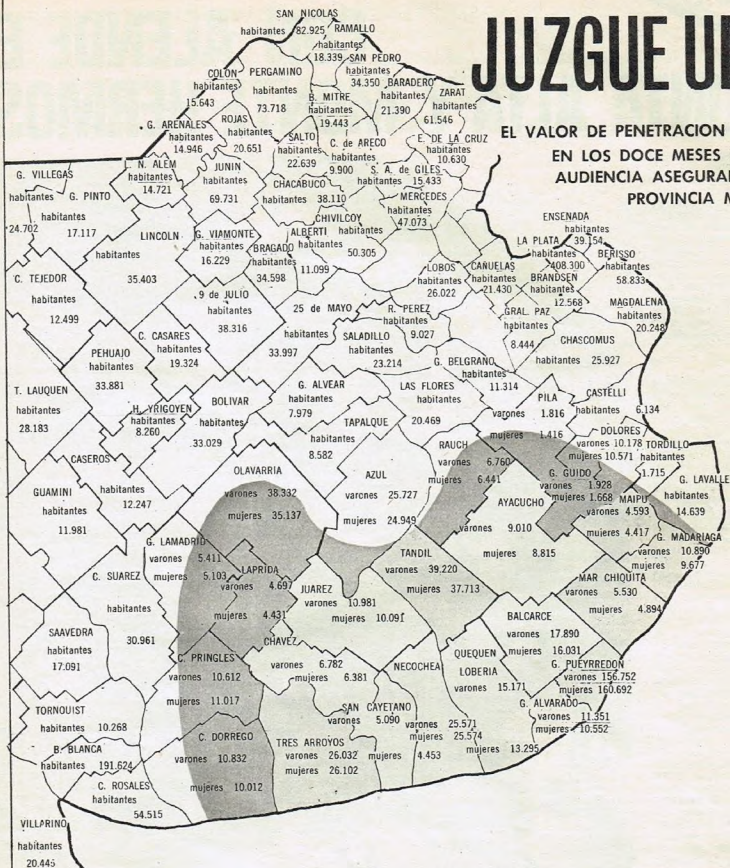 JUZGUE
EL VALOR DE PENETRACION
EN LOS DOCE MESES
AUDIENCIA ASEGURA
PROVINCIA
SAN NICOLAS
habitantes
82.925
RAMALLO
habitantes
18.339
SAN PEDRO
habitantes
34.350
BARADERO
habitantes
21.390
ZARAT
habitantes
61.546
COLON
habitantes
15.643
PERGAMINO
habitantes
73.718
B. MITRE
habitantes
19.443
G. ARENALES
habitantes
14.946
ROJAS
habitantes
20.651
SALTO
habitantes
22.639
C. de ARECO
habitantes
9.900
E. DE LA CRUZ
habitantes
10.630
S. A. de GILES
habitantes
15.433
L. N. ALEM
habitantes
14.721
JUNIN
habitantes
69.731
CHACABUCO
habitantes
38.110
MERCEDES
habitantes
47.073
G. VILLEGAS
habitantes
24.702
G. PINTO
habitantes
17.117
LINCOLN
habitantes
35.403
G. VIAMONTE
habitantes
16.229
BRAGADO
habitantes
34.598
ALBERTI
habitantes
11.099
CHIVILCOY
habitantes
50.305
ENSENADA
habitantes
39.154
LA PLATA
habitantes
408.300
BERISSO
habitantes
58.833
LOBOS
habitantes
26.022
CAÑUELAS
habitantes
21.430
BRANDSEN
habitantes
12.568
MAGDALENA
habitantes
20.248
C. TEJEDOR
habitantes
12.499
9 de JULIO
habitantes
38.316
25 de MAYO
habitantes
33.997
R. PEREZ
habitantes
9.027
GRAL. PAZ
habitantes
8.444
CHASCOMUS
habitantes 25.927
PEHUAJO
habitantes
33.881
C. CASARES
habitantes
19.324
SALADILLO
habitantes
23.214
G. BELGRANO
habitantes
11.314
T. LAUQUEN
habitantes
28.183
H. YRIGOYEN
habitantes
8.260
BOLIVAR
habitantes
33.029
G. ALVEAR
habitantes
7.979
LAS FLORES
habitantes
20.469
PILA
varones 1.816
mujeres 1.416
CASTELLI
habitantes 6.134
TAPALQUE
habitantes
8.582
DOLORES
varones 10.178
mujeres 10.571
TORDILLO
habitantes
1.715
CASEROS
habitantes
12.247
GUAMINI
habitantes
11.981
OLAVARRIA
varones 38.332
mujeres 35.137
AZUL
varones 25.727
mujeres 24.949
RAUCH
varones 6.760
mujeres 6.441
G. GUIDO
varones 1.928
mujeres 1.668
MAIPU
varones 4.593
mujeres 4.417
G. LAVALLE
habitantes
14.639
AYACUCHO
varones 9.010
mujeres 8.815
G. MADARIAGA
varones 10.890
mujeres 9.677
G. LAMADRID
varones 5.411
mujeres 5.103
LAPRIDA
varones 4.697
mujeres 4.431
TANDIL
varones 39.220
mujeres 37.713
MAR CHIQUITA
varones 5.530
mujeres 4.894
C. SUAREZ
habitantes
30.961
JUAREZ
varones 10.981
mujeres 10.091
BALCARCE
varones 17.890
mujeres 16.031
SAAVEDRA
habitantes
17.091
CHAVEZ
varones 6.782
mujeres 6.381
C. PRINGLES
varones 10.612
mujeres 11.017
NECOCHEA
varones 25.571
mujeres 25.574
QUEQUEN
LOBERIA
varones 15.171
mujeres 13.295
G. PUEYRREDON
varones 156.752
mujeres 160.692
G. ALVARADO
varones 11.351
mujeres 10.552
TORNQUIST
habitantes 10.268
SAN CAYETANO
varones 5.090
mujeres 4.453
B. BLANCA
habitantes 191.624
C. DORREGO
varones 10.832
mujeres 10.012
TRES ARROYOS
varones 26.032
mujeres 26.102
C. ROSALES
habitantes
54.515
VILLARINO
habitantes
20.445